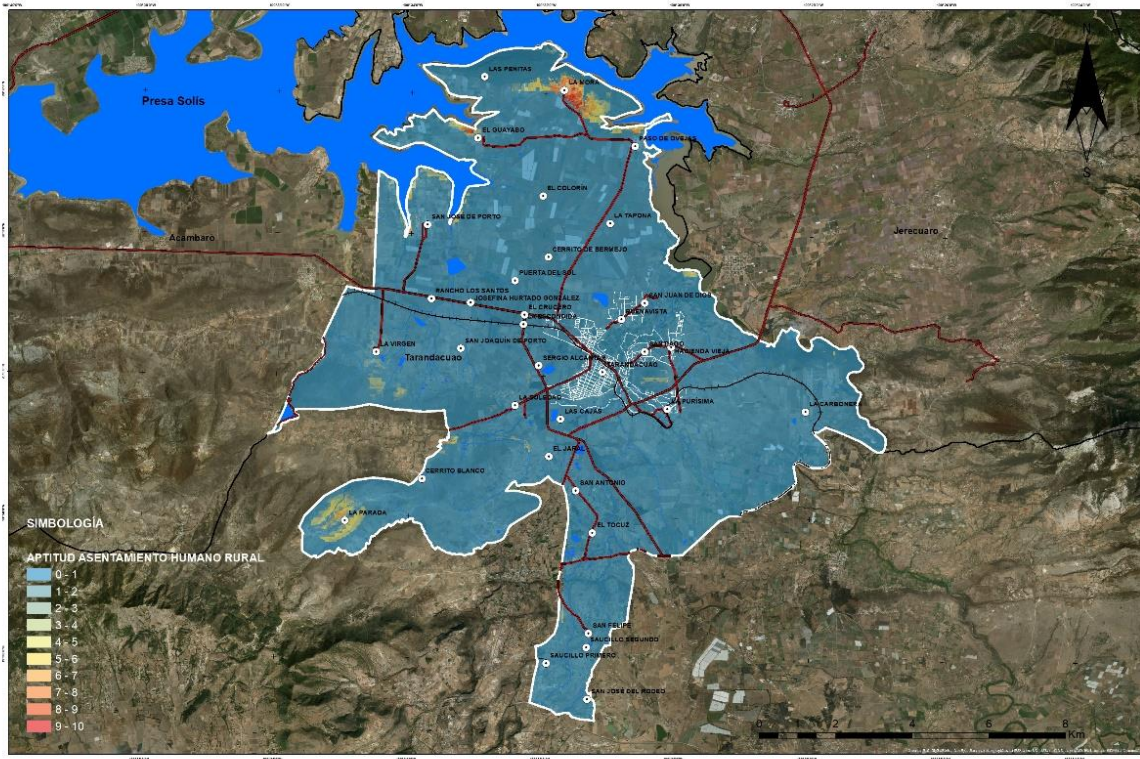 Presa Solis
Acámbaro
Jerecuaro
Tarandacuao
LAS PEÑITAS
LA MORA
EL GUAYABO
PASO DE OVEJAS
EL COLORÍN
SAN JOSÉ DE PORTO
LA TAPONA
CERRITO DE BERMEJO
PUERTA DEL SOL
RANCHO LOS SANTOS
JOSEFINA HURTADO GONZÁLEZ
SAN JUAN DE DIOS
EL CRUCERO
BUENAVISTA
LA VIRGEN
SAN JOAQUÍN DE PORTO
SANTIAGO
HACIENDA VIEJA
TARANDACUAO
LA SOLEDAD
LA PURÍSIMA
LAS CAJAS
LA CARBONERA
EL JARAL
CERRITO BLANCO
SAN ANTONIO
LA PARADA
EL TOCUZ
SAN FELIPE
SAUCILLO SEGUNDO
SAUCILLO PRIMERO
SAN JOSÉ DEL RODEO
S
SIMBOLOGÍA
APTITUD ASENTAMIENTO HUMANO RURAL
0 - 1
1 - 2
2 - 3
3 - 4
4 - 5
5 - 6
6 - 7
7 - 8
8 - 9
9 - 10
0 2 4 6 8
Km